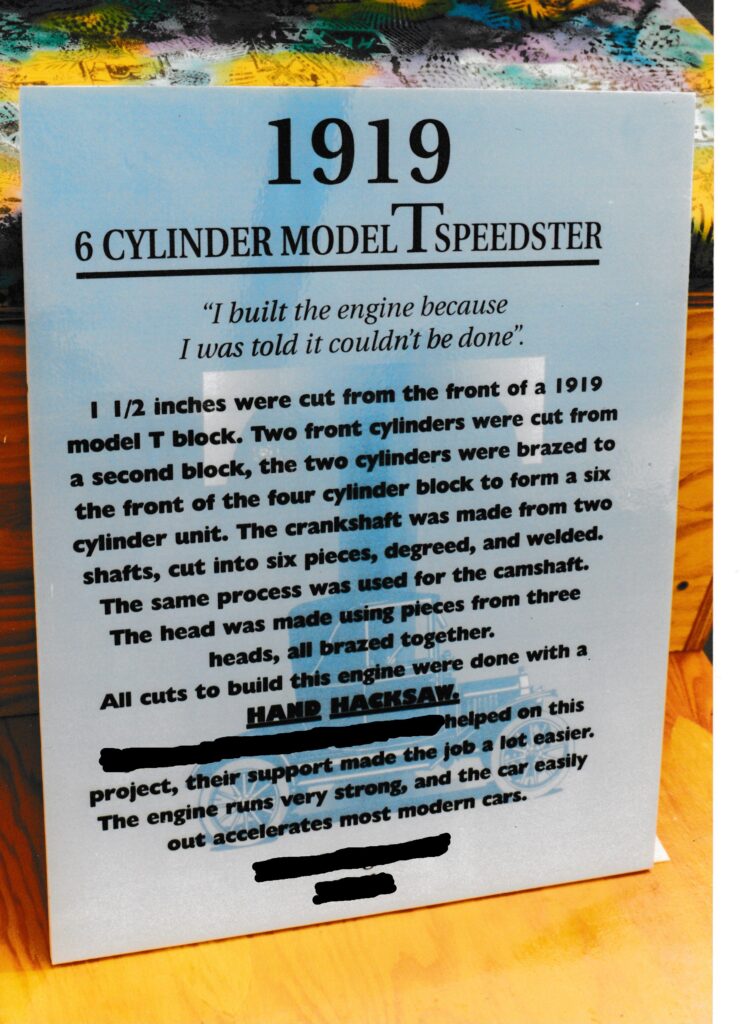 1919
6 CYLINDER MODEL T SPEEDSTER
“I built the engine because
I was told it couldn’t be done”.
1 1/2 inches were cut from the front of a 1919
model T block. Two front cylinders were cut from
a second block, the two cylinders were brazed to
the front of the four cylinder block to form a six
cylinder unit. The crankshaft was made from two
shafts, cut into six pieces, degreed, and welded.
The same process was used for the camshaft.
The head was made using pieces from three
heads, all brazed together.
All cuts to build this engine were done with a
HAND HACKSAW.
helped on this
project, their support made the job a lot easier.
The engine runs very strong, and the car easily
out accelerates most modern cars.